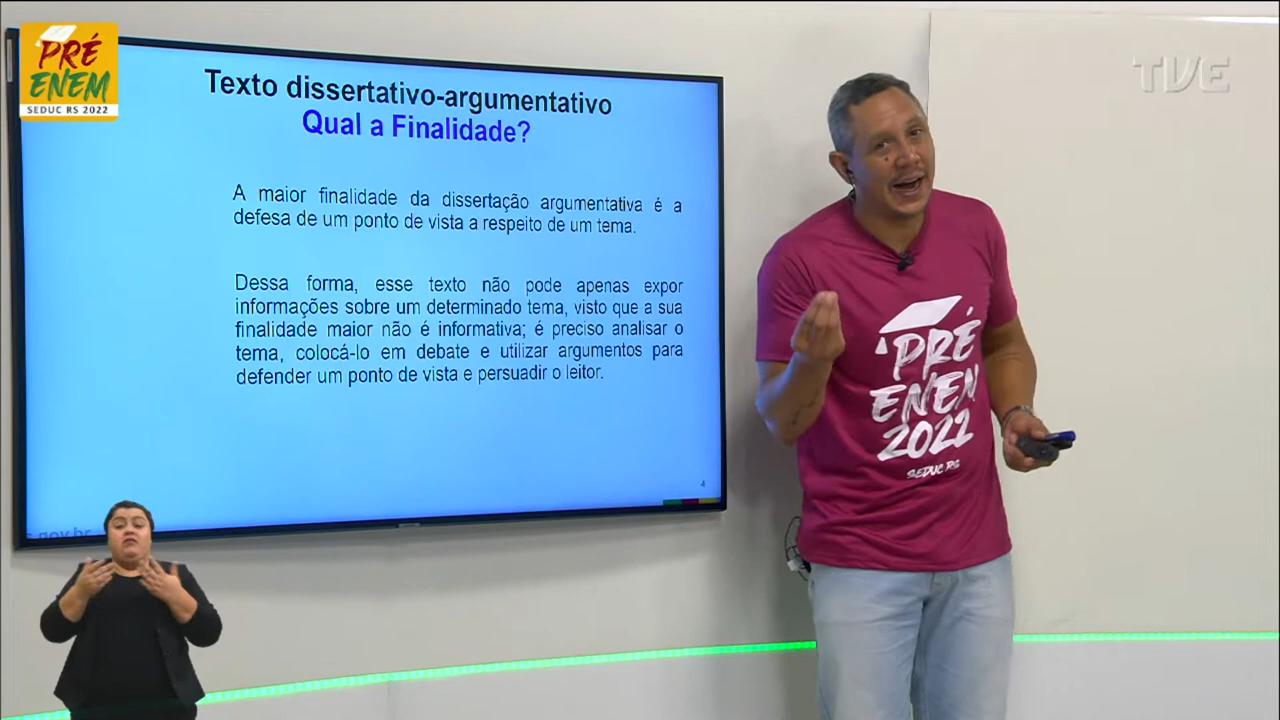 PRÉ
ENEM
SEDUC RS 2022
TVE
Texto dissertativo-argumentativo
Qual a Finalidade?
A maior finalidade da dissertação argumentativa é a
defesa de um ponto de vista a respeito de um tema.
Dessa forma, esse texto não pode apenas expor
informações sobre um determinado tema, visto que a sua
finalidade maior não é informativa; é preciso analisar o
tema, colocá-lo em debate e utilizar argumentos para
defender um ponto de vista e persuadir o leitor.
4
s.gov.br
PRÉ
ENEM
2022
SEDUC RS